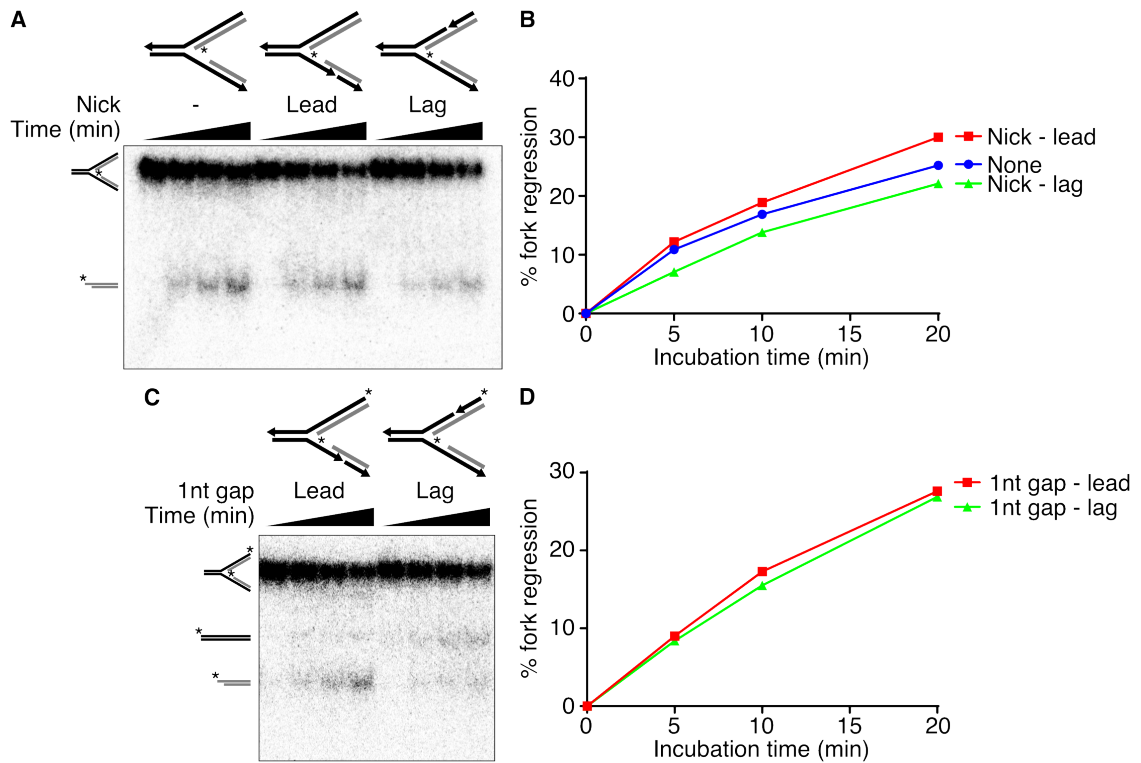 A
Nick - Lead Lag
Time (min)
*
*
*
*
*
B
% fork regression
40
30
20
10
0
0 5 10 15 20
Incubation time (min)
Nick - lead
None
Nick - lag
C
*
*
*
*
1nt gap Lead Lag
Time (min)
*
*
*
*
D
% fork regression
30
20
10
0
0 5 10 15 20
Incubation time (min)
1nt gap - lead
1nt gap - lag